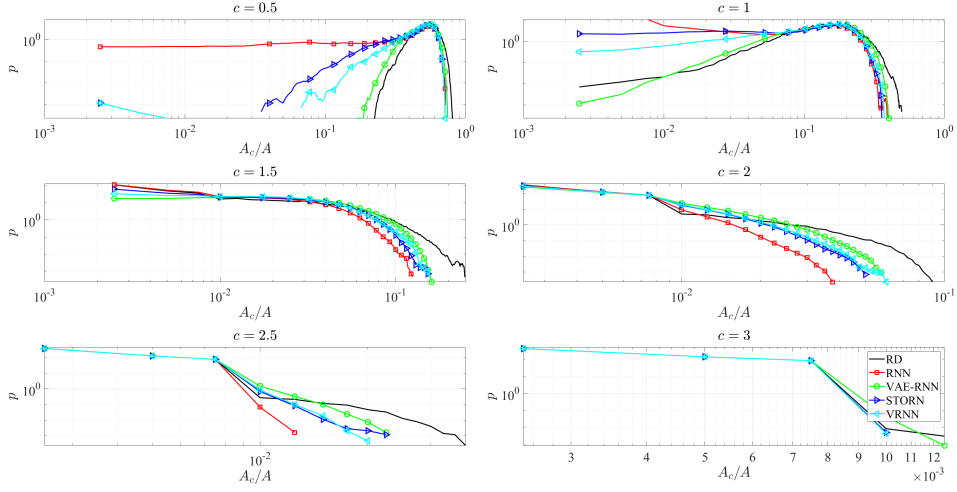 c = 0.5
p
10^0
10^-3 10^-2 10^-1 10^0
A_c/A
c = 1
p
10^0
10^-3 10^-2 10^-1 10^0
A_c/A
c = 1.5
p
10^0
10^-3 10^-2 10^-1
A_c/A
c = 2
p
10^0
10^-2 10^-1
A_c/A
c = 2.5
p
10^0
10^-2
A_c/A
c = 3
p
10^0
RD
RNN
VAE-RNN
STORN
VRNN
3 4 5 6 7 8 9 10 11 12
A_c/A
×10^-3